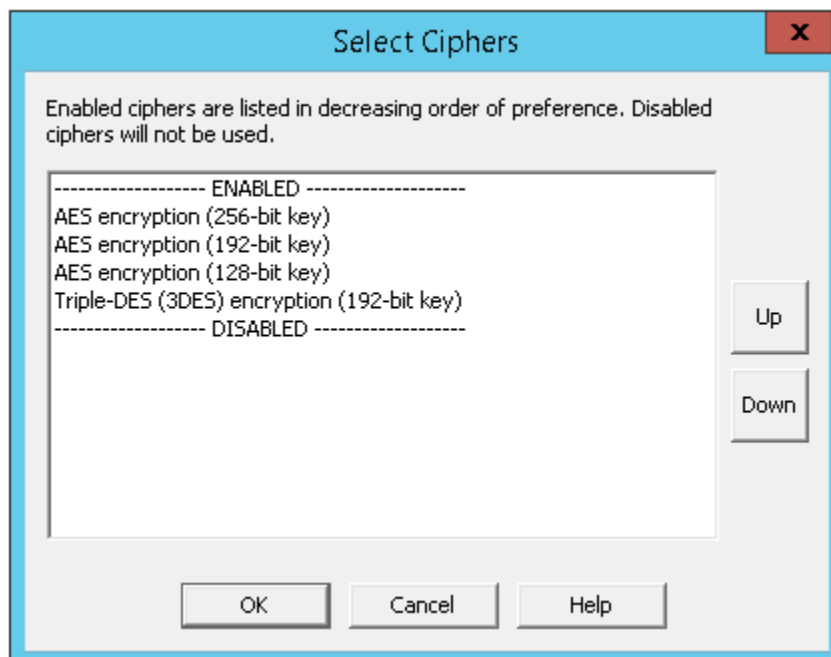 Select Ciphers
x
Enabled ciphers are listed in decreasing order of preference. Disabled
ciphers will not be used.
------------------- ENABLED --------------------
AES encryption (256-bit key)
AES encryption (192-bit key)
AES encryption (128-bit key)
Triple-DES (3DES) encryption (192-bit key)
------------------- DISABLED -------------------
Up
Down
OK
Cancel
Help